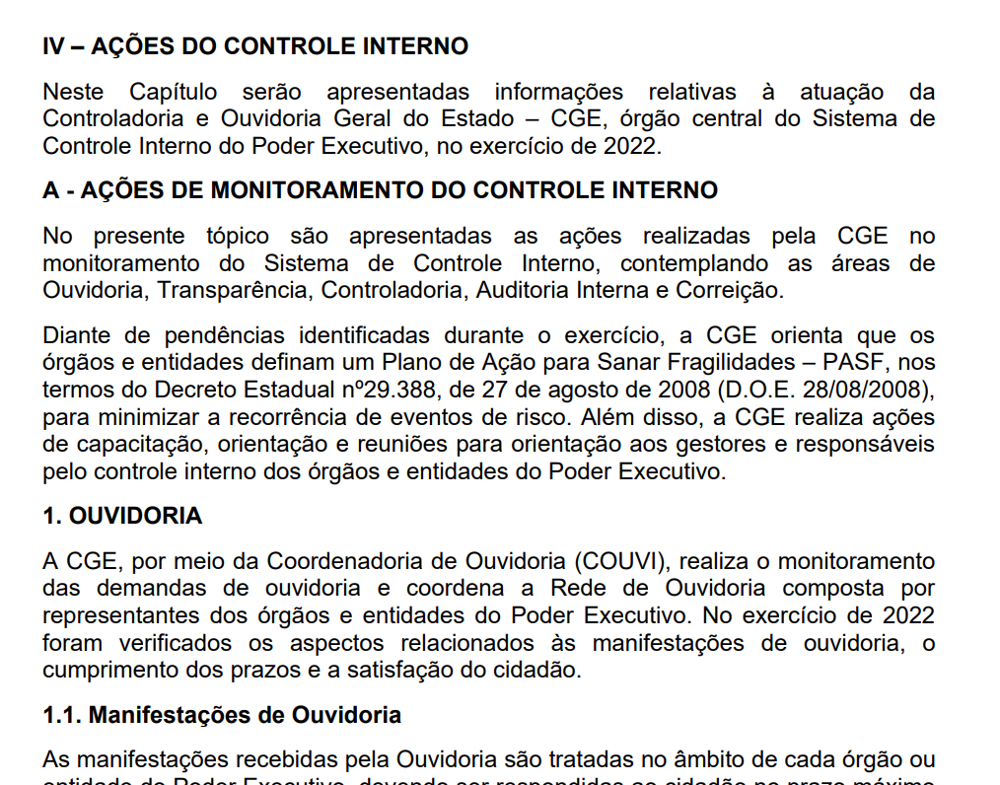 IV – AÇÕES DO CONTROLE INTERNO
Neste Capítulo serão apresentadas informações relativas à atuação da
Controladoria e Ouvidoria Geral do Estado – CGE, órgão central do Sistema de
Controle Interno do Poder Executivo, no exercício de 2022.
A - AÇÕES DE MONITORAMENTO DO CONTROLE INTERNO
No presente tópico são apresentadas as ações realizadas pela CGE no
monitoramento do Sistema de Controle Interno, contemplando as áreas de
Ouvidoria, Transparência, Controladoria, Auditoria Interna e Correição.
Diante de pendências identificadas durante o exercício, a CGE orienta que os
órgãos e entidades definam um Plano de Ação para Sanar Fragilidades – PASF, nos
termos do Decreto Estadual nº29.388, de 27 de agosto de 2008 (D.O.E. 28/08/2008),
para minimizar a recorrência de eventos de risco. Além disso, a CGE realiza ações
de capacitação, orientação e reuniões para orientação aos gestores e responsáveis
pelo controle interno dos órgãos e entidades do Poder Executivo.
1. OUVIDORIA
A CGE, por meio da Coordenadoria de Ouvidoria (COUVI), realiza o monitoramento
das demandas de ouvidoria e coordena a Rede de Ouvidoria composta por
representantes dos órgãos e entidades do Poder Executivo. No exercício de 2022
foram verificados os aspectos relacionados às manifestações de ouvidoria, o
cumprimento dos prazos e a satisfação do cidadão.
1.1. Manifestações de Ouvidoria
As manifestações recebidas pela Ouvidoria são tratadas no âmbito de cada órgão ou
entidade do Poder Executivo, devendo ser respondidas ao cidadão no prazo máximo